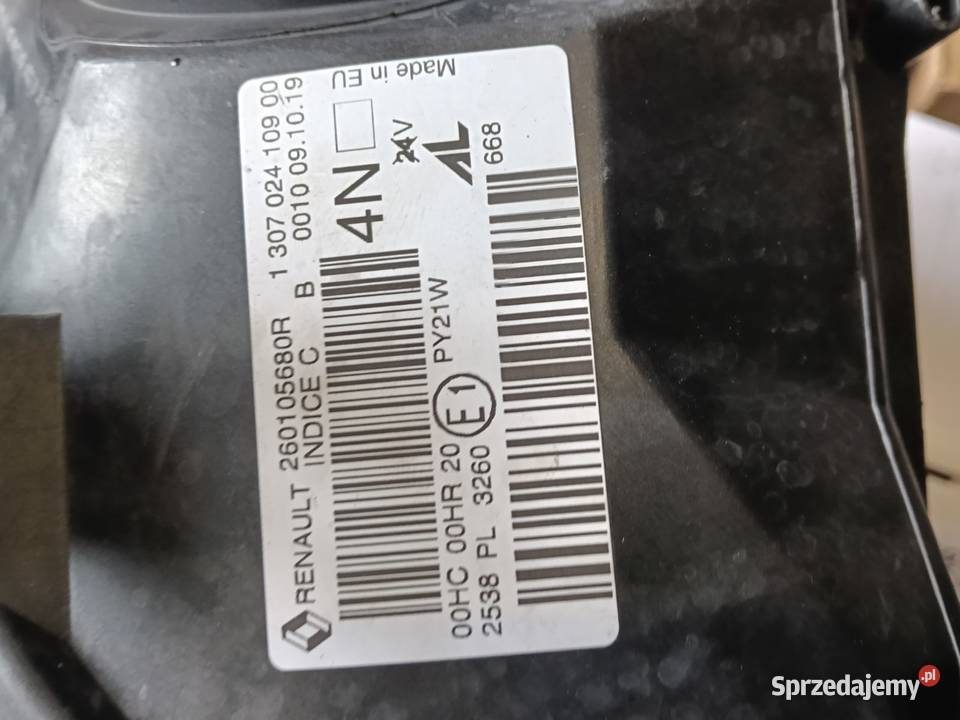 RENAULT 260105680R 1 307 024 109 00
INDICE C B 0010 09.10.19
4N
24V
Made in EU
00HC 00HR 20 E1 PY21W
2538 PL 3260
AL
668
Sprzedajemy.pl